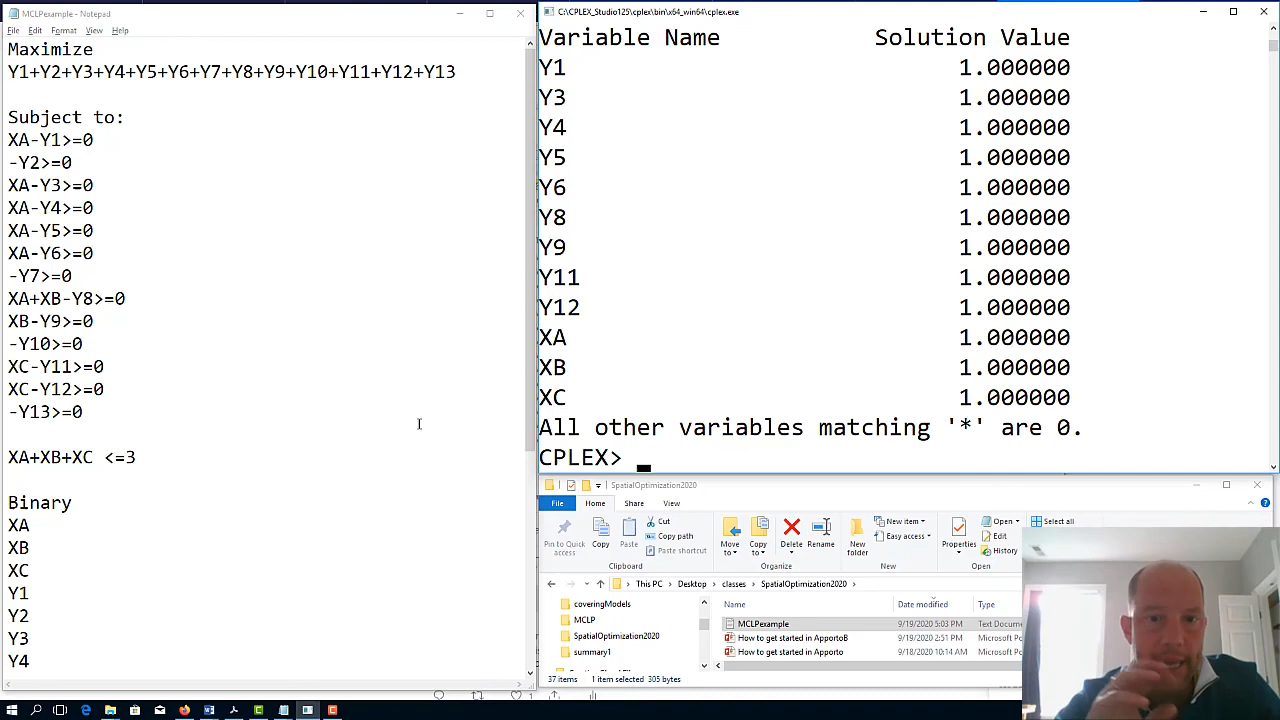 MCLPexample - Notepad
File Edit Format View Help
Maximize
Y1+Y2+Y3+Y4+Y5+Y6+Y7+Y8+Y9+Y10+Y11+Y12+Y13
Subject to:
XA-Y1>=0
-Y2>=0
XA-Y3>=0
XA-Y4>=0
XA-Y5>=0
XA-Y6>=0
-Y7>=0
XA+XB-Y8>=0
XB-Y9>=0
-Y10>=0
XC-Y11>=0
XC-Y12>=0
-Y13>=0
XA+XB+XC <=3
Binary
XA
XB
XC
Y1
Y2
Y3
Y4
C:\CPLEX_Studio125\cplex\bin\x64_win64\cplex.exe
Variable Name Solution Value
Y1 1.000000
Y3 1.000000
Y4 1.000000
Y5 1.000000
Y6 1.000000
Y8 1.000000
Y9 1.000000
Y11 1.000000
Y12 1.000000
XA 1.000000
XB 1.000000
XC 1.000000
All other variables matching '*' are 0.
CPLEX>
SpatialOptimization2020
File Home Share View
Pin to Quick access
Copy
Paste
Cut
Copy path
Paste shortcut
Move to
Copy to
Delete
Rename
New folder
New item
Easy access
Properties
Open
Edit
History
Select all
Clipboard Organize New Open
This PC Desktop classes SpatialOptimization2020
coveringModels
MCLP
SpatialOptimization2020
summary1
Name Date modified Type
MCLPexample 9/19/2020 5:03 PM Text Docume
How to get started in ApportoB 9/19/2020 2:51 PM Microsoft P
How to get started in Apporto 9/18/2020 10:14 AM Microsoft P
37 items 1 item selected 305 bytes